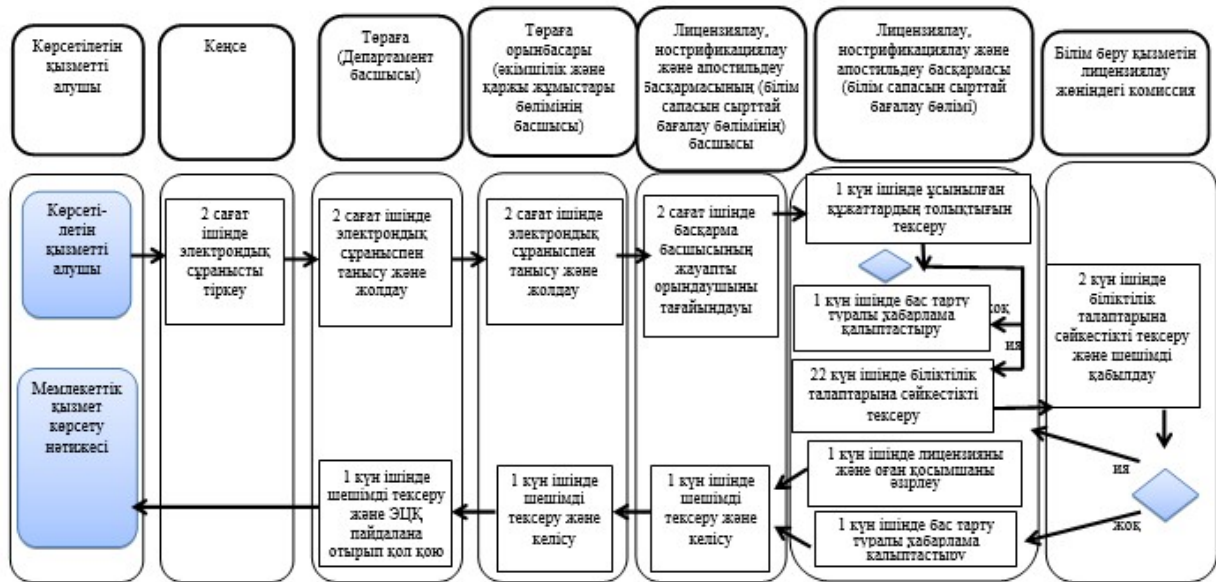 Көрсетілетін
қызметті
алушы
Кеңсе
Төраға
(Департамент
басшысы)
Төраға
орынбасары
(әкімшілік және
қаржы жұмыстары
бөлімінің
басшысы)
Лицензиялау,
нострификациялау
және апостильдеу
басқармасының (білім
сапасын сырттай
бағалау бөлімінің)
басшысы
Лицензиялау,
нострификациялау және
апостильдеу басқармасы
(білім сапасын сырттай
бағалау бөлімі)
Білім беру қызметін
лицензиялау
жөніндегі комиссия
Көрсеті-
летін
қызметті
алушы
2 сағат
ішінде
электрондық
сұранысты
тіркеу
2 сағат ішінде
электрондық
сұраныспен
танысу және
жолдау
2 сағат ішінде
электрондық
сұраныспен
танысу және
жолдау
2 сағат ішінде
басқарма
басшысының
жауапты
орындаушыны
тағайындауы
1 күн ішінде ұсынылған
құжаттардың толықтығын
тексеру
1 күн ішінде бас тарту
туралы хабарлама
қалыптастыру
жоқ
ия
22 күн ішінде біліктілік
талаптарына сәйкестікті
тексеру
2 күн ішінде
біліктілік
талаптарына
сәйкестікті тексеру
және шешімді
қабылдау
ия
жоқ
1 күн ішінде лицензияны
және оған қосымшаны
әзірлеу
1 күн ішінде бас тарту
туралы хабарлама
қалыптастыру
1 күн ішінде
шешімді
тексеру және
келісу
1 күн ішінде
шешімді
тексеру және
келісу
1 күн ішінде
шешімді тексеру
және ЭЦҚ
пайдалана
отырып қол қою
Мемлекеттік
қызмет
көрсету
нәтижесі